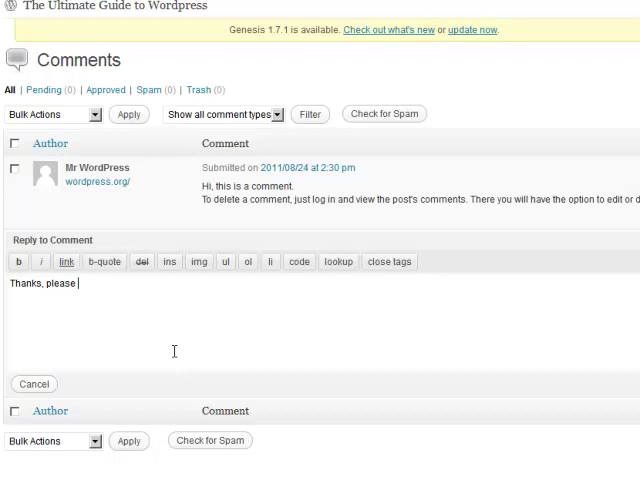 The Ultimate Guide to Wordpress
Genesis 1.7.1 is available. Check out what's new or update now.
Comments
All | Pending (0) | Approved | Spam (0) | Trash (0)
Bulk Actions Apply Show all comment types Filter Check for Spam
Author Comment
Mr WordPress Submitted on 2011/08/24 at 2:30 pm
wordpress.org/
Hi, this is a comment.
To delete a comment, just log in and view the post's comments. There you will have the option to edit or d
Reply to Comment
b i link b-quote del ins img ul ol li code lookup close tags
Thanks, please
Cancel
Author Comment
Bulk Actions Apply Check for Spam